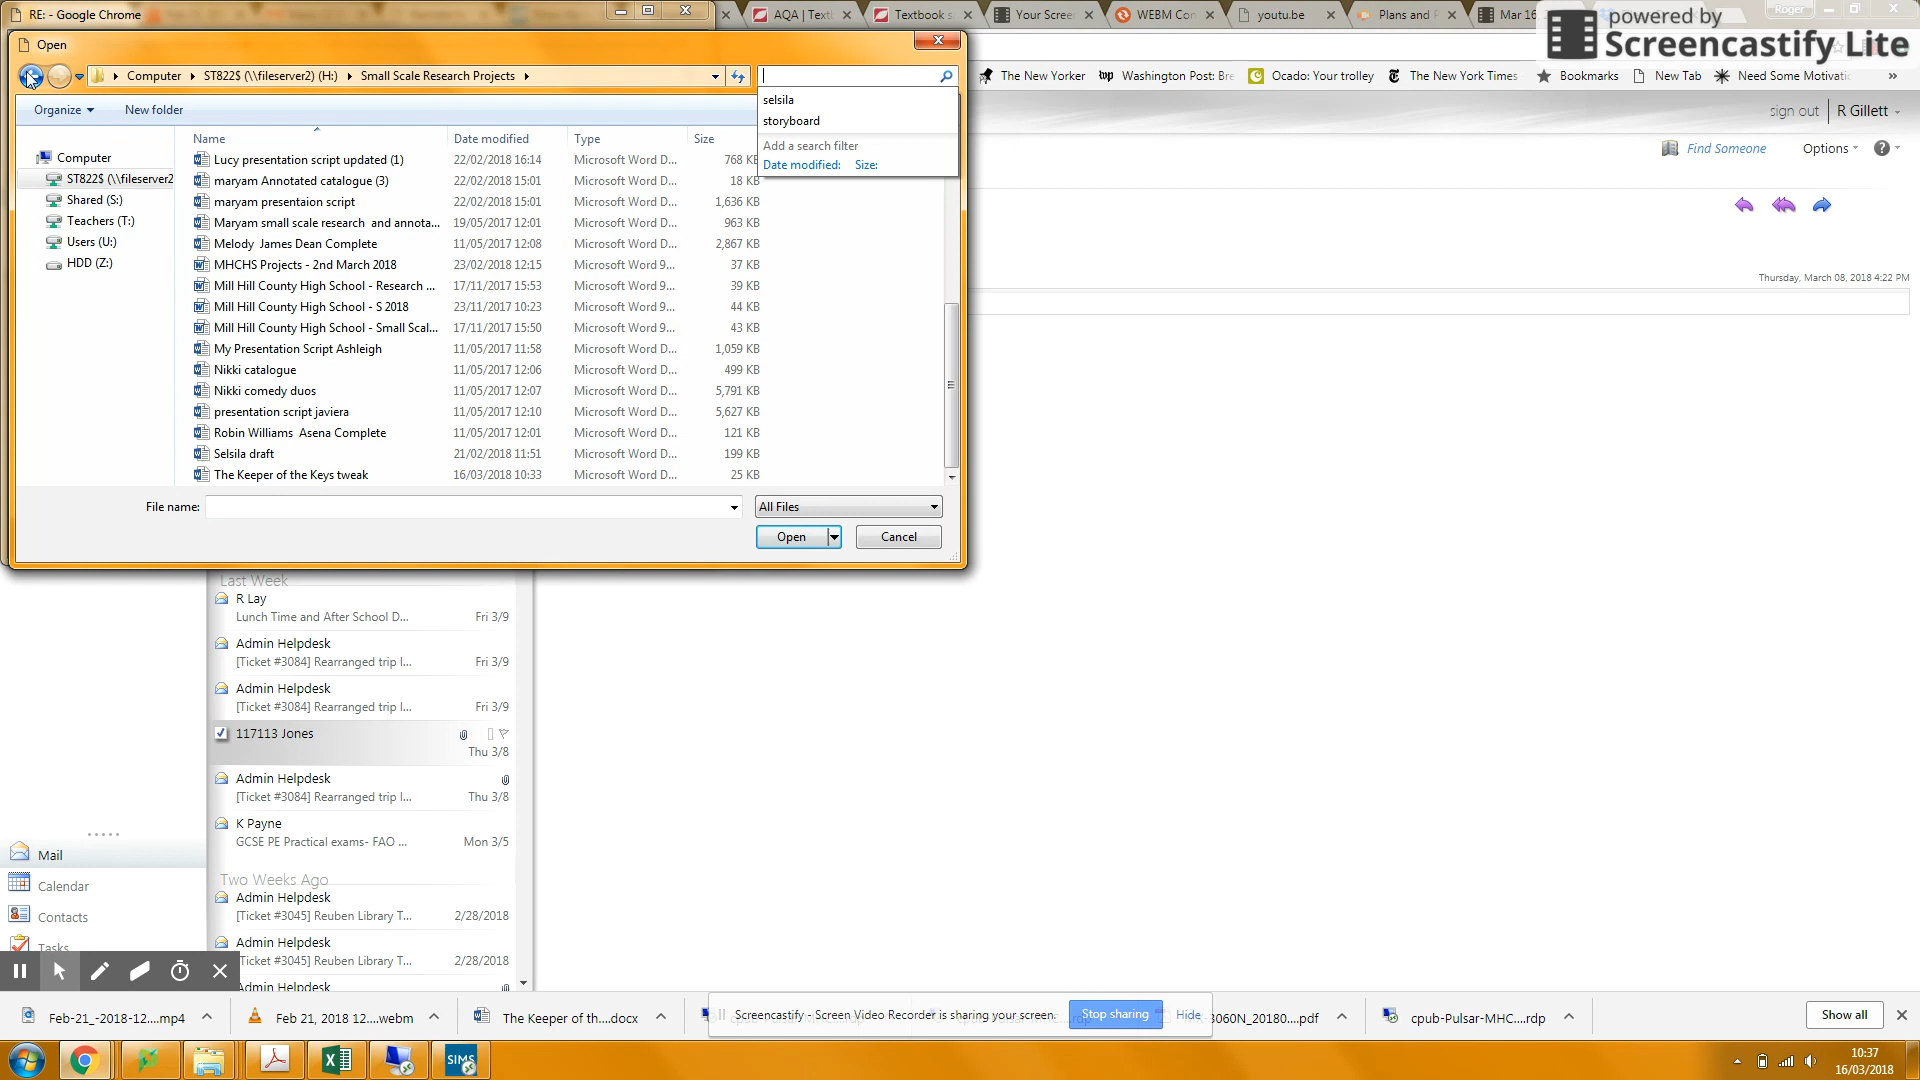 RE: - Google Chrome
AQA | Texti
Textbook s
Your Scree
WEBM Con
youtu.be
Plans and F
Mar 16
Roger
powered by
Screencastify Lite
Open
Computer
ST822$ (\\fileserver2) (H:)
Small Scale Research Projects
The New Yorker
Washington Post: Bre
Ocado: Your trolley
The New York Times
Bookmarks
New Tab
Need Some Motivatio
»
Organize
New folder
selsila
storyboard
Add a search filter
Date modified:
Size:
sign out
R Gillett
Find Someone
Options
Thursday, March 08, 2018 4:22 PM
Computer
ST822$ (\\fileserver2
Shared (S:)
Teachers (T:)
Users (U:)
HDD (Z:)
Name Date modified Type Size
Lucy presentation script updated (1) 22/02/2018 16:14 Microsoft Word D... 768 KB
maryam Annotated catalogue (3) 22/02/2018 15:01 Microsoft Word D... 18 KB
maryam presentaion script 22/02/2018 15:01 Microsoft Word D... 1,636 KB
Maryam small scale research and annota... 19/05/2017 12:01 Microsoft Word D... 963 KB
Melody James Dean Complete 11/05/2017 12:08 Microsoft Word D... 2,867 KB
MHCHS Projects - 2nd March 2018 23/02/2018 12:15 Microsoft Word 9... 37 KB
Mill Hill County High School - Research ... 17/11/2017 15:53 Microsoft Word 9... 39 KB
Mill Hill County High School - S 2018 23/11/2017 10:23 Microsoft Word 9... 44 KB
Mill Hill County High School - Small Scal... 17/11/2017 15:50 Microsoft Word 9... 43 KB
My Presentation Script Ashleigh 11/05/2017 11:58 Microsoft Word D... 1,059 KB
Nikki catalogue 11/05/2017 12:06 Microsoft Word D... 499 KB
Nikki comedy duos 11/05/2017 12:07 Microsoft Word D... 5,791 KB
presentation script javiera 11/05/2017 12:10 Microsoft Word D... 5,627 KB
Robin Williams Asena Complete 11/05/2017 12:01 Microsoft Word D... 121 KB
Selsila draft 21/02/2018 11:51 Microsoft Word D... 199 KB
The Keeper of the Keys tweak 16/03/2018 10:33 Microsoft Word D... 25 KB
File name:
All Files
Open
Cancel
Last Week
R Lay
Lunch Time and After School D... Fri 3/9
Admin Helpdesk
[Ticket #3084] Rearranged trip l... Fri 3/9
Admin Helpdesk
[Ticket #3084] Rearranged trip l... Fri 3/9
117113 Jones
Thu 3/8
Admin Helpdesk
[Ticket #3084] Rearranged trip l... Thu 3/8
K Payne
GCSE PE Practical exams- FAO ... Mon 3/5
Two Weeks Ago
Admin Helpdesk
[Ticket #3045] Reuben Library T... 2/28/2018
Admin Helpdesk
Ticket #3045] Reuben Library T... 2/28/2018
Admin Helpdesk
Mail
Calendar
Contacts
Tasks
Feb-21_-2018-12....mp4
Feb 21, 2018 12....webm
The Keeper of th....docx
Screencastify - Screen Video Recorder is sharing your screen.
Stop sharing
Hide
3060N_20180....pdf
cpub-Pulsar-MHC....rdp
Show all
SIMS
10:37
16/03/2018